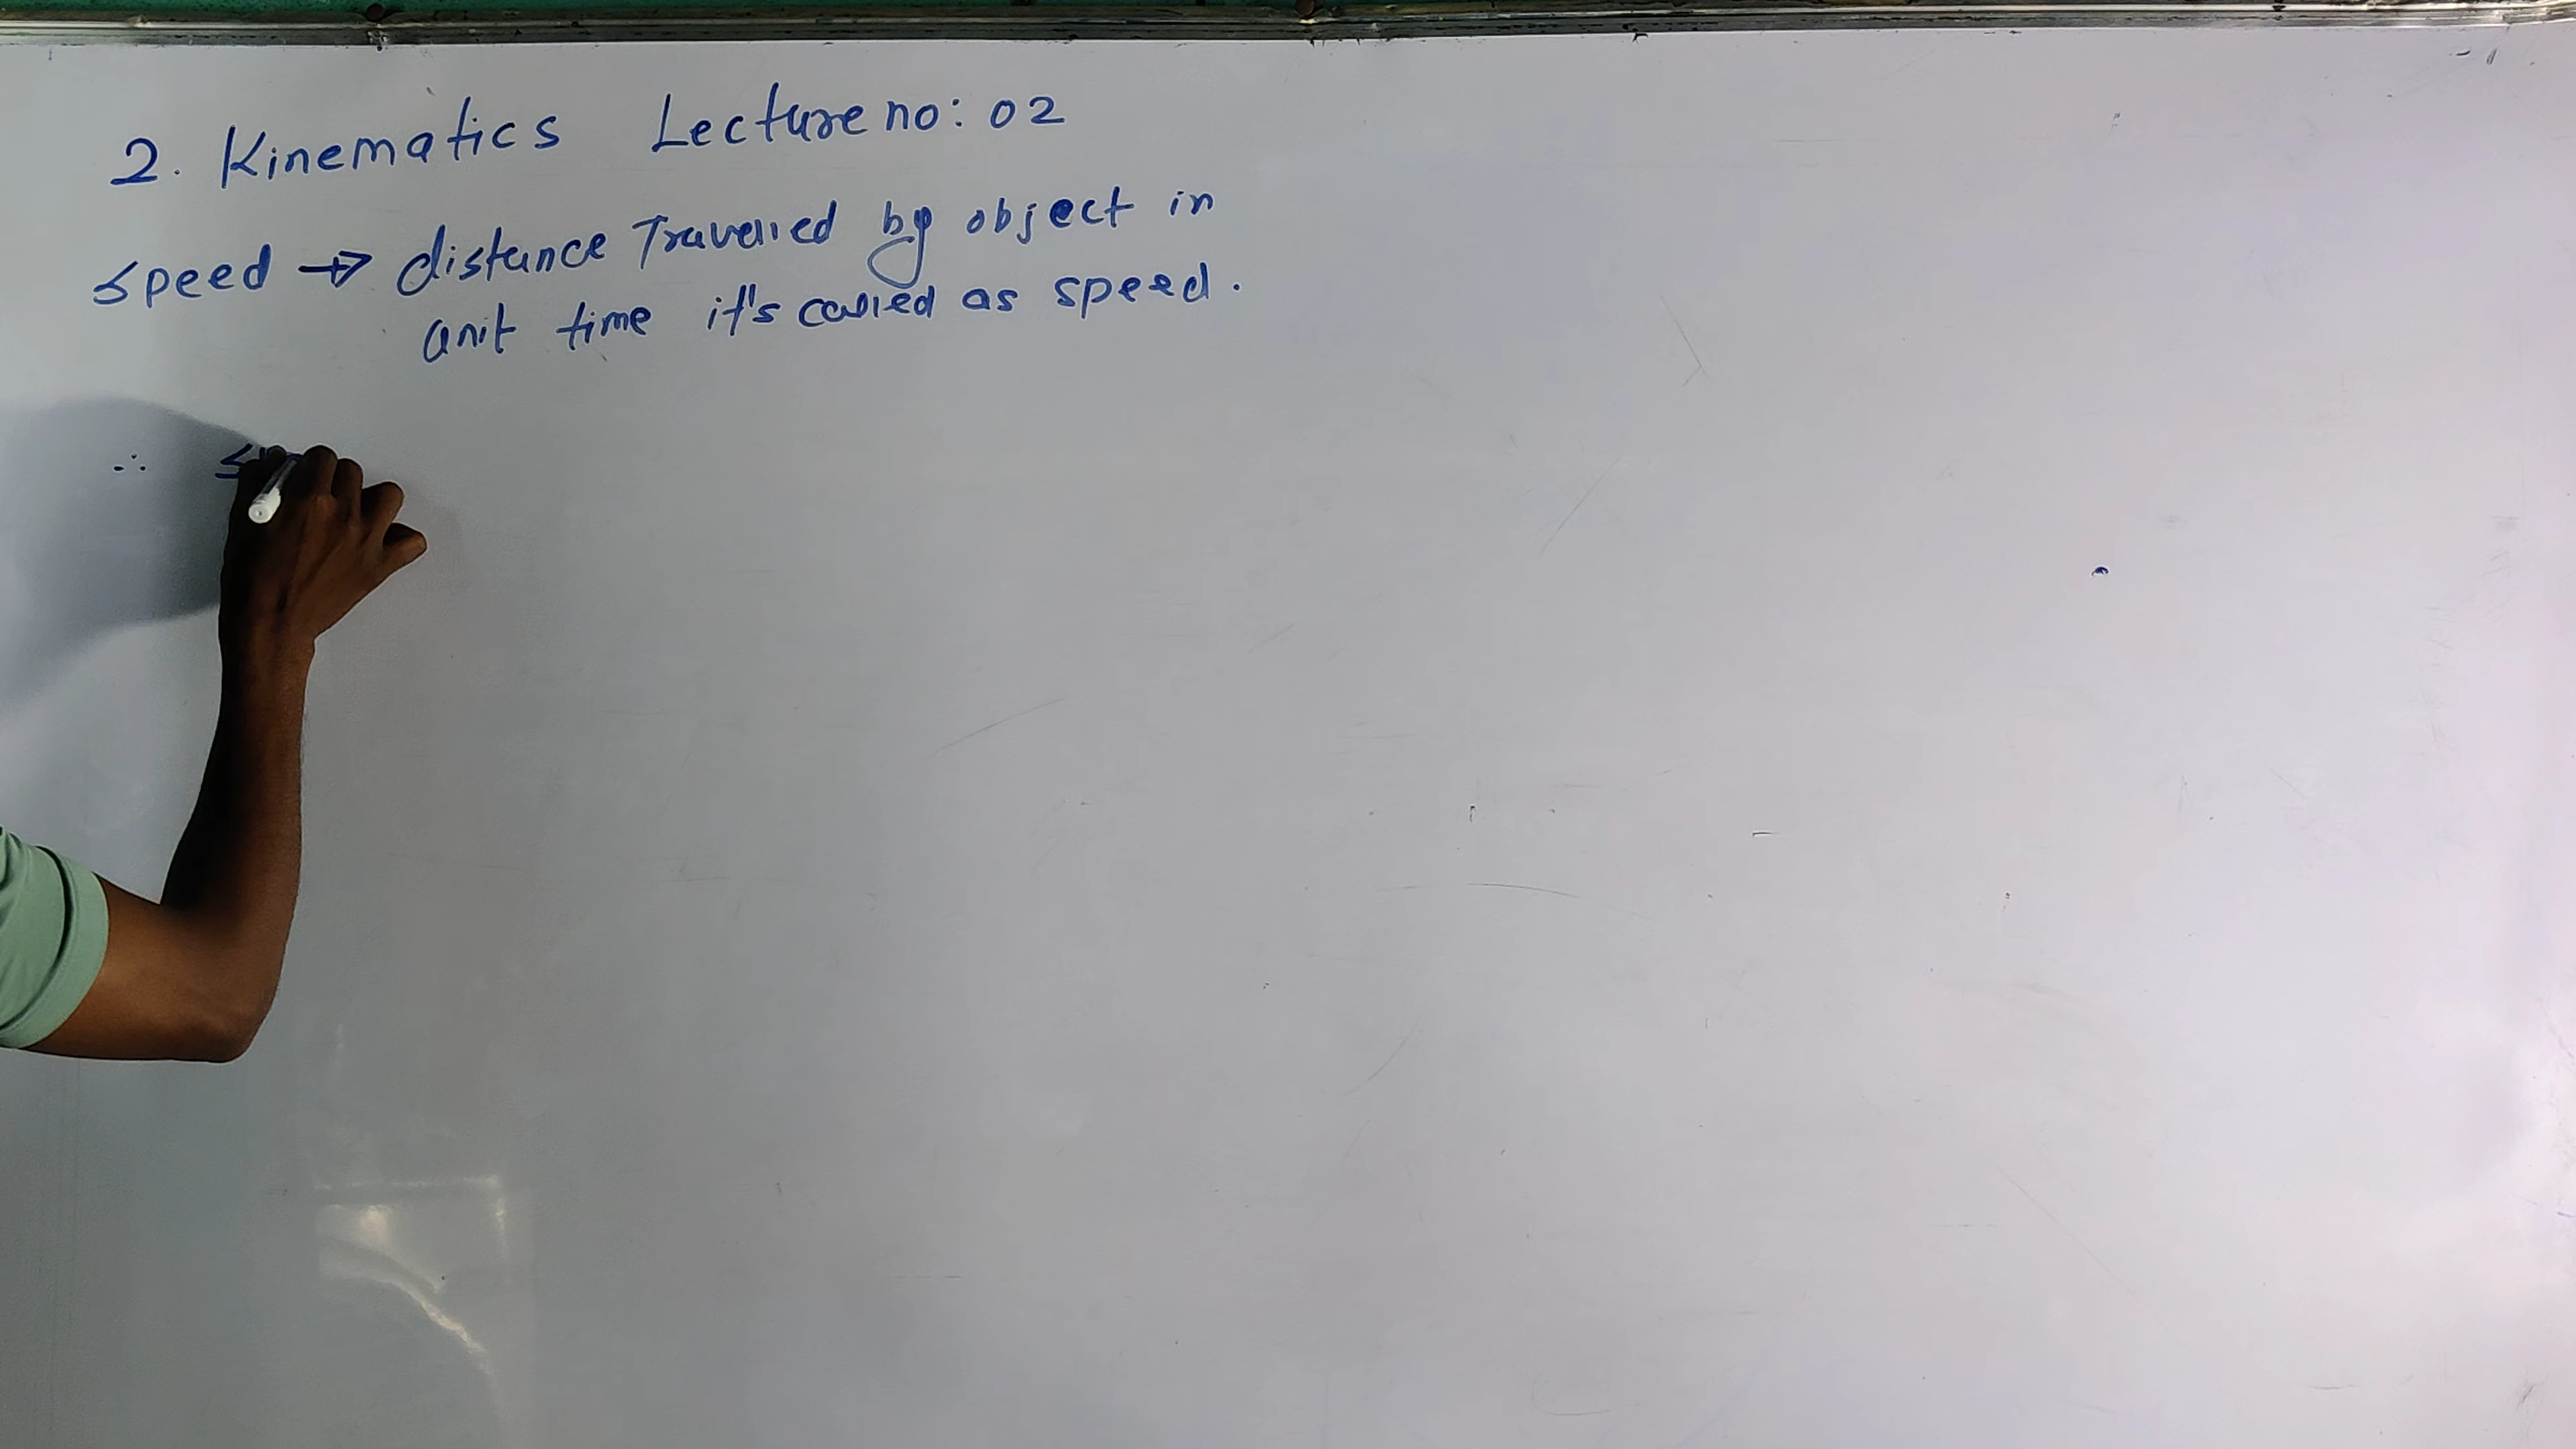 2. Kinematics Lecture no: 02
speed → distance Travelled by object in
unit time it's called as speed.
∴